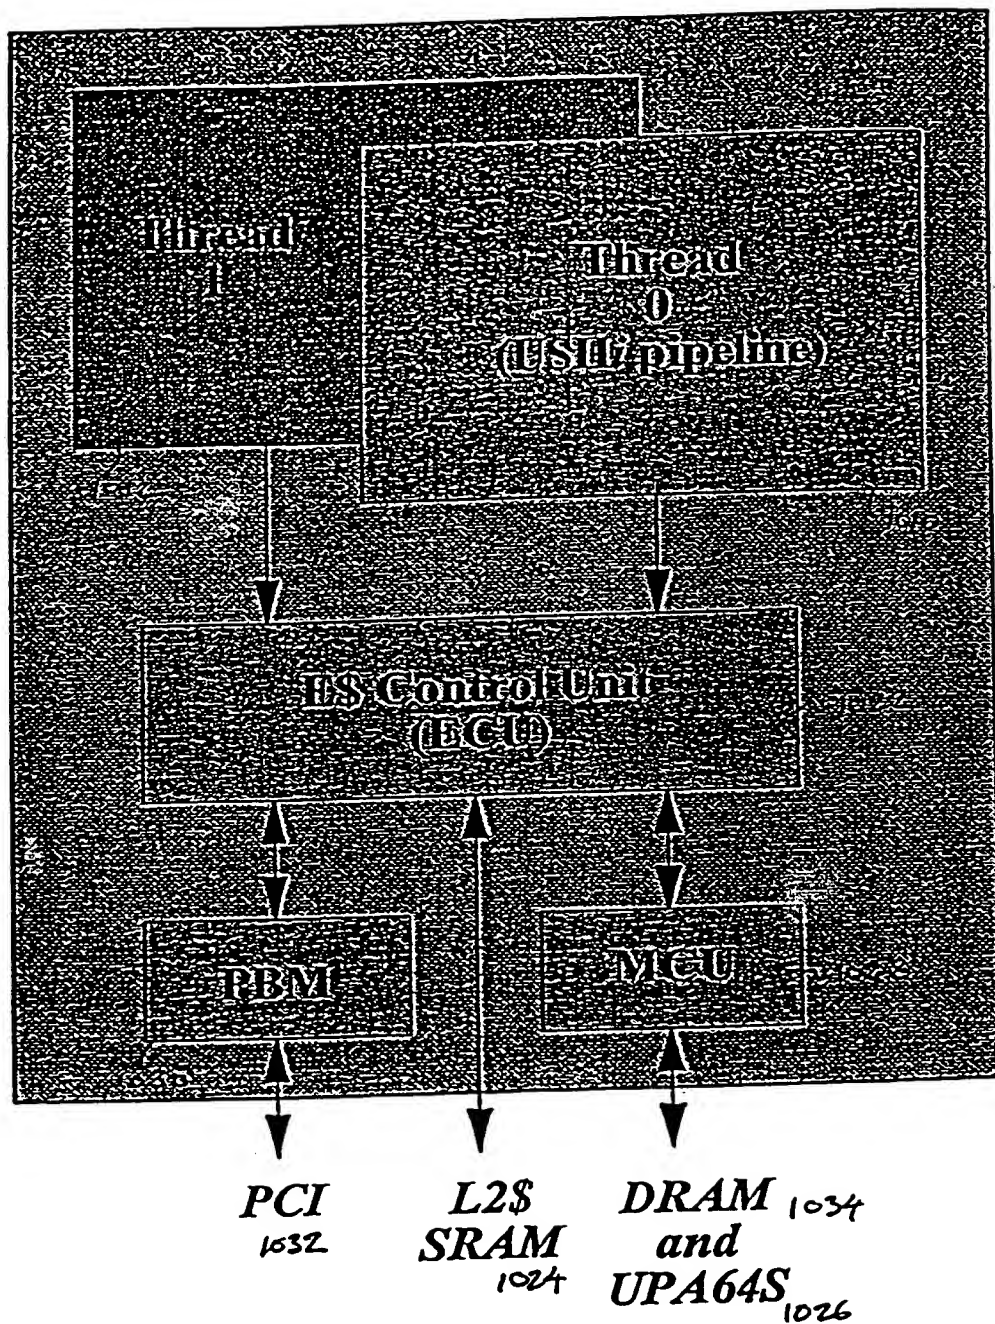 Thread
1
Thread
0
(USIIi pipeline)
E$ Control Unit
(ECU)
PBM
MCU
PCI
1032
L2$
SRAM
1024
DRAM 1034
and
UPA64S
1026